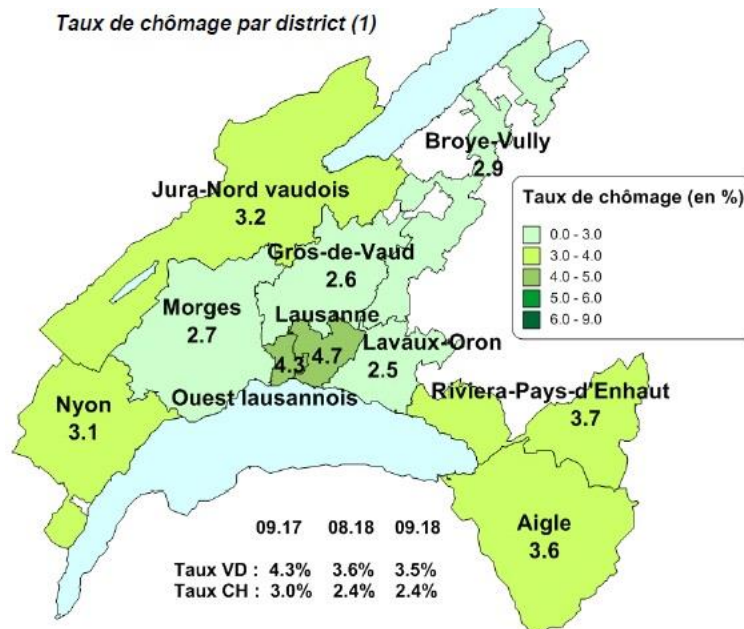 Taux de chômage par district (1)
Broye-Vully
2.9
Jura-Nord vaudois
3.2
Taux de chômage (en %)
0.0 - 3.0
3.0 - 4.0
4.0 - 5.0
5.0 - 6.0
6.0 - 9.0
Gros-de-Vaud
2.6
Morges
2.7
Lausanne
4.7
4.3
Lavaux-Oron
2.5
Ouest lausannois
Nyon
3.1
Riviera-Pays-d'Enhaut
3.7
Aigle
3.6
09.17 08.18 09.18
Taux VD : 4.3% 3.6% 3.5%
Taux CH : 3.0% 2.4% 2.4%